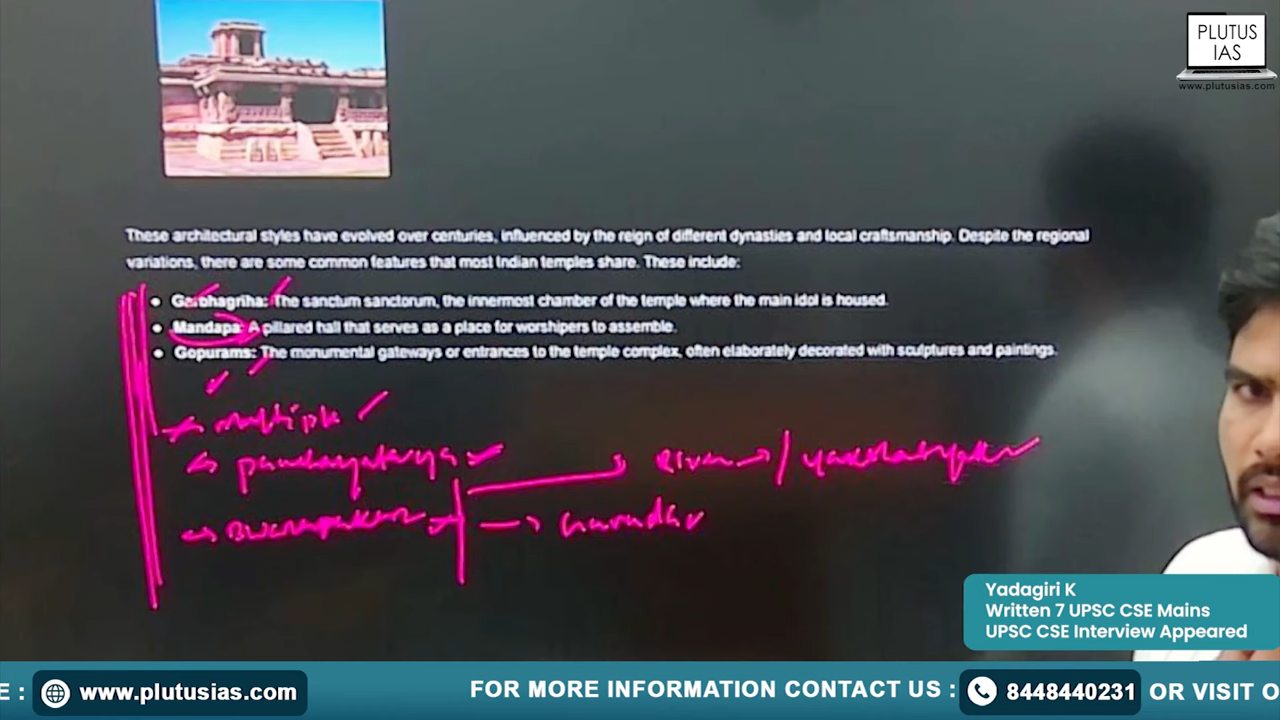 PLUTUS
IAS
www.plutusias.com
These architectural styles have evolved over centuries, influenced by the reign of different dynasties and local craftsmanship. Despite the regional
variations, there are some common features that most Indian temples share. These include:
• Garbhagriha: The sanctum sanctorum, the innermost chamber of the temple where the main idol is housed.
• Mandapa: A pillared hall that serves as a place for worshipers to assemble.
• Gopurams: The monumental gateways or entrances to the temple complex, often elaborately decorated with sculptures and paintings.
Yadagiri K
Written 7 UPSC CSE Mains
UPSC CSE Interview Appeared
E : www.plutusias.com FOR MORE INFORMATION CONTACT US : 8448440231 OR VISIT O